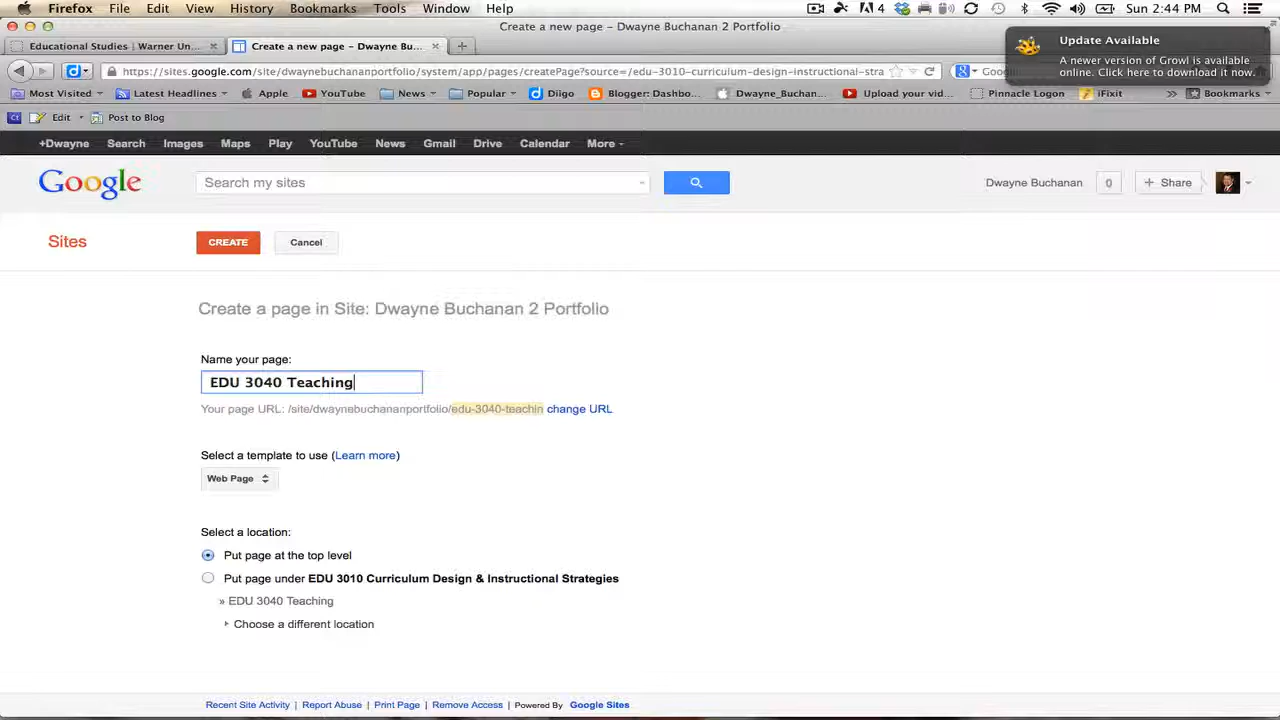 Firefox File Edit View History Bookmarks Tools Window Help 4 Sun 2:44 PM
Create a new page – Dwayne Buchanan 2 Portfolio
Educational Studies | Warner Un... Create a new page – Dwayne Bu...
Update Available
A newer version of Growl is available
online. Click here to download it now.
https://sites.google.com/site/dwaynebuchananportfolio/system/app/pages/createPage?source=/edu-3010-curriculum-design-instructional-stra
Most Visited Latest Headlines Apple YouTube News Popular Diigo Blogger: Dashbo... Dwayne_Buchan... Upload your vid... Pinnacle Logon iFixit Bookmarks
Edit Post to Blog
+Dwayne Search Images Maps Play YouTube News Gmail Drive Calendar More
Google Search my sites Dwayne Buchanan 0 + Share
Sites CREATE Cancel
Create a page in Site: Dwayne Buchanan 2 Portfolio
Name your page:
EDU 3040 Teaching
Your page URL: /site/dwaynebuchananportfolio/edu-3040-teachin change URL
Select a template to use (Learn more)
Web Page
Select a location:
Put page at the top level
Put page under EDU 3010 Curriculum Design & Instructional Strategies
» EDU 3040 Teaching
Choose a different location
Recent Site Activity | Report Abuse | Print Page | Remove Access | Powered By Google Sites